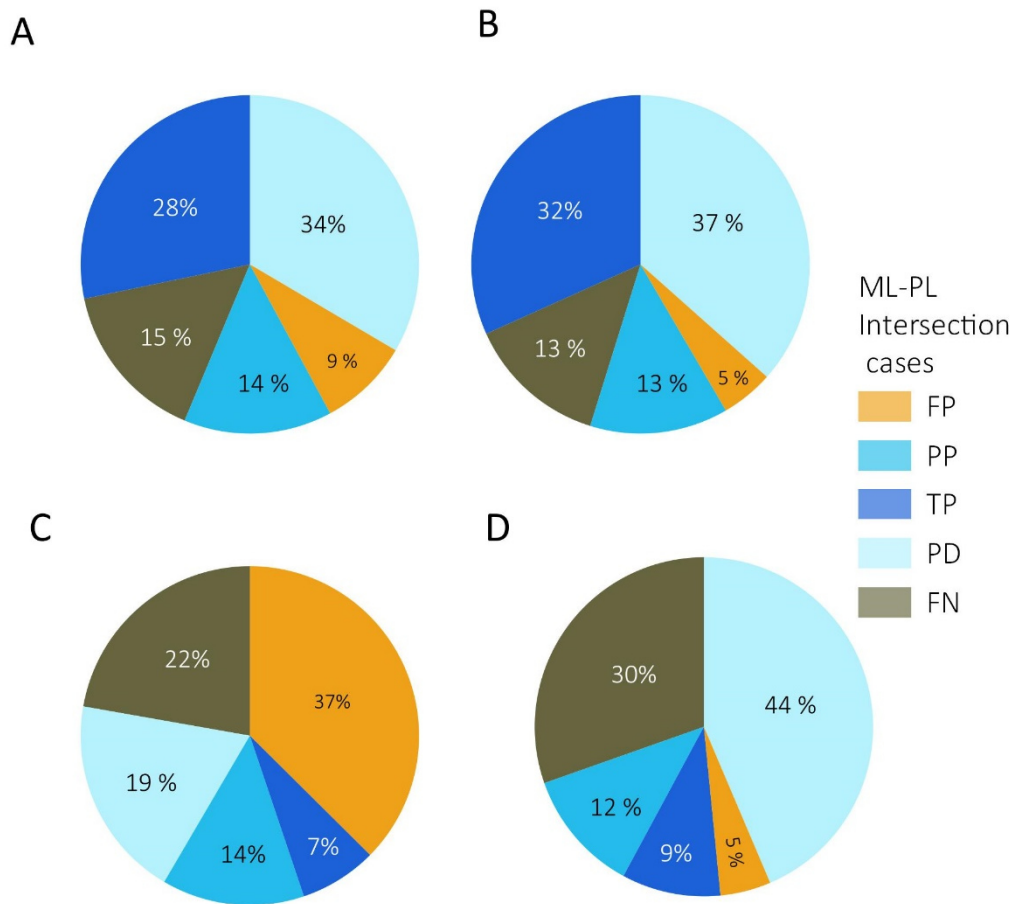 A
B
28%
34%
15 %
14 %
9 %
32%
37 %
13 %
13 %
5 %
ML-PL
Intersection
cases
FP
PP
TP
PD
FN
C
D
22%
37%
19 %
14%
7%
30%
44 %
12 %
9%
5 %